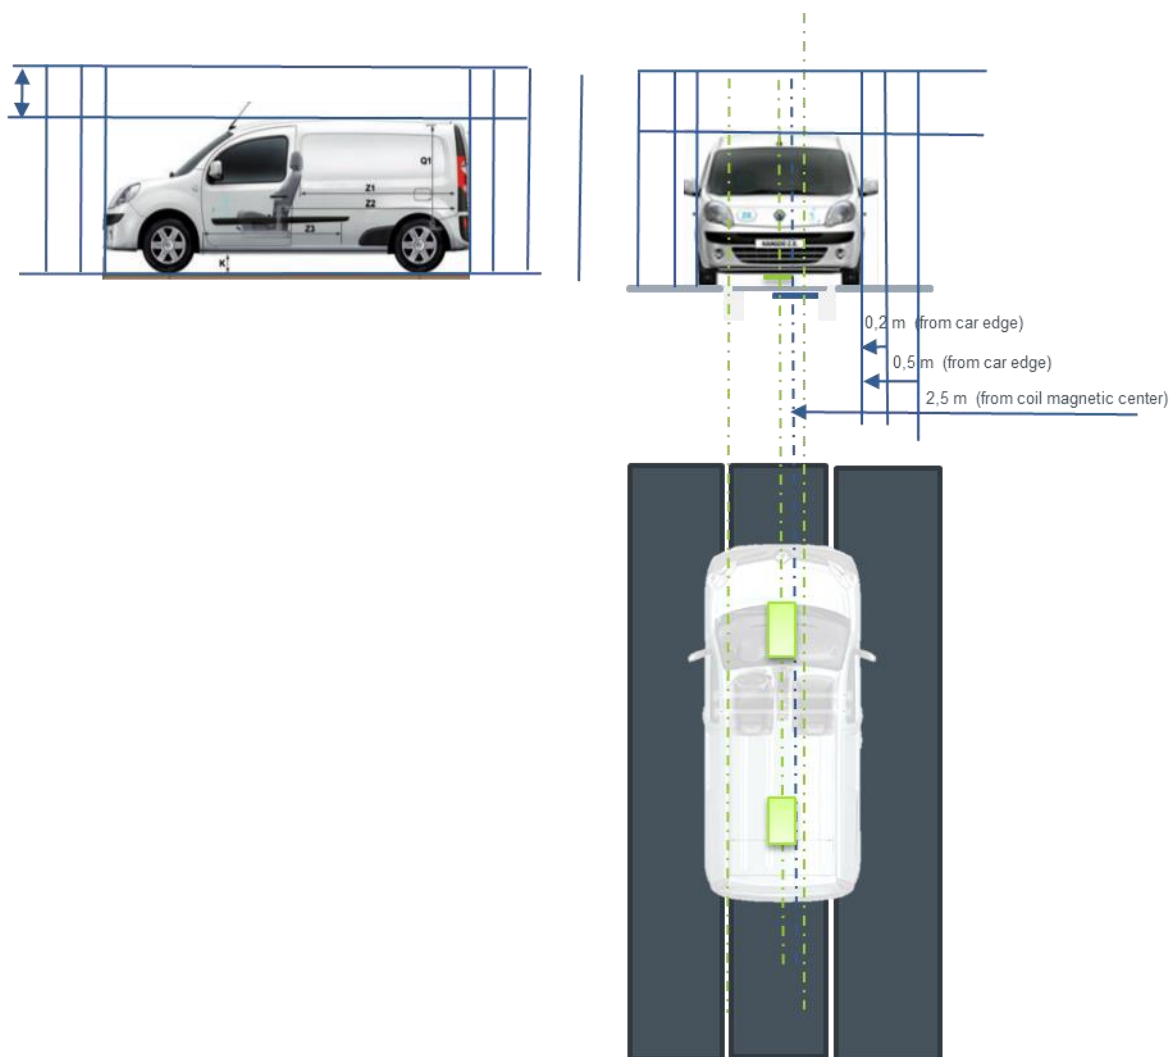 Q1
Z1
Z2
Z3
K
KANGOO Z.E.
0,2 m (from car edge)
0,5 m (from car edge)
2,5 m (from coil magnetic center)